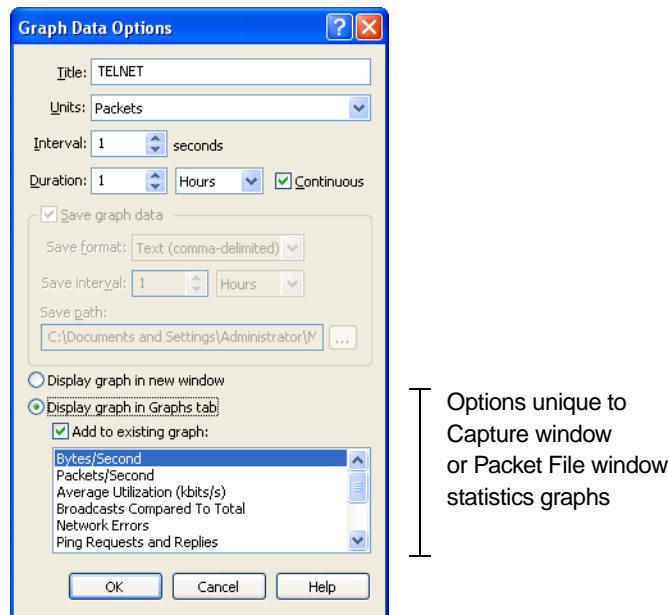 Graph Data Options
Title: TELNET
Units: Packets
Interval: 1 seconds
Duration: 1 Hours Continuous
Save graph data
Save format: Text (comma-delimited)
Save interval: 1 Hours
Save path:
C:\Documents and Settings\Administrator\M ...
Display graph in new window
Display graph in Graphs tab
Add to existing graph:
Bytes/Second
Packets/Second
Average Utilization (kbits/s)
Broadcasts Compared To Total
Network Errors
Ping Requests and Replies
OK Cancel Help
Options unique to
Capture window
or Packet File window
statistics graphs